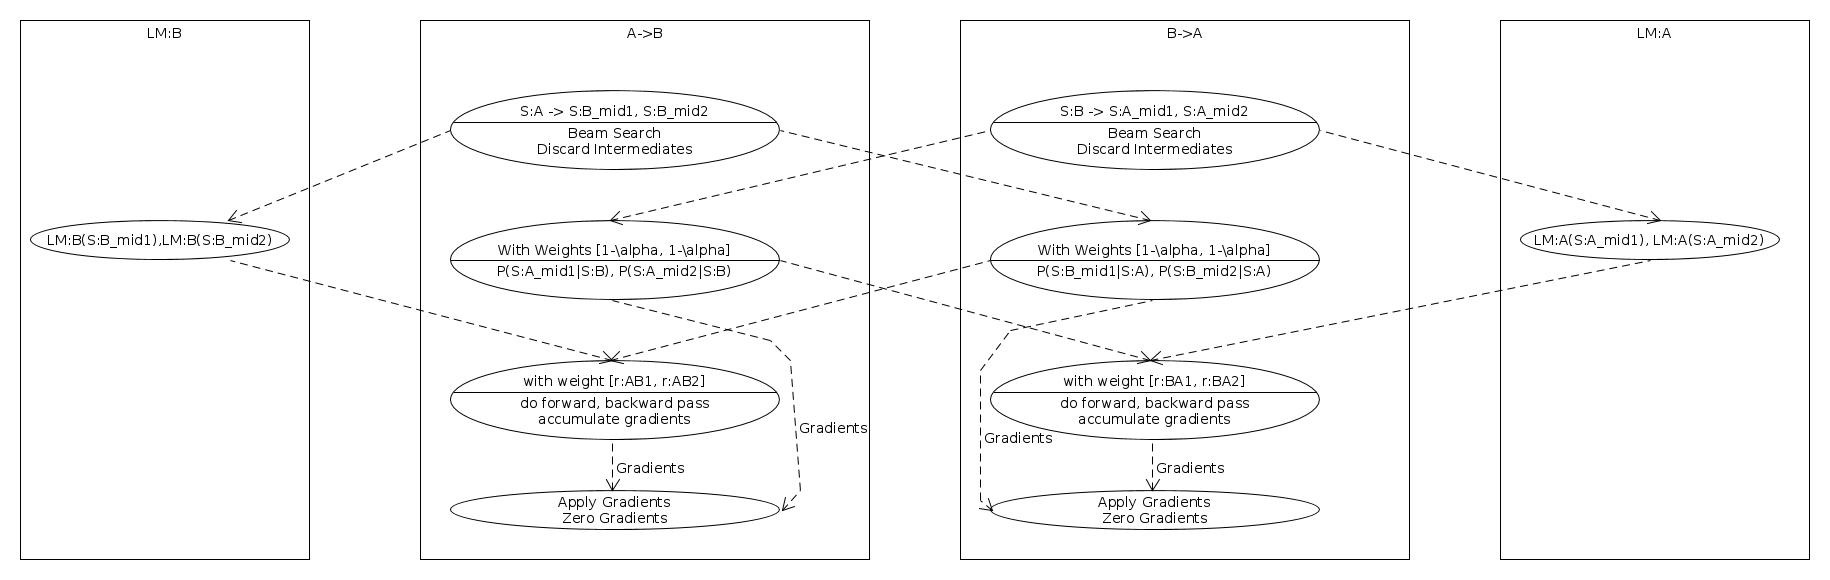 LM:B
A->B
B->A
LM:A
S:A -> S:B_mid1, S:B_mid2
Beam Search
Discard Intermediates
S:B -> S:A_mid1, S:A_mid2
Beam Search
Discard Intermediates
LM:B(S:B_mid1),LM:B(S:B_mid2)
With Weights [1-\alpha, 1-\alpha]
P(S:A_mid1|S:B), P(S:A_mid2|S:B)
With Weights [1-\alpha, 1-\alpha]
P(S:B_mid1|S:A), P(S:B_mid2|S:A)
LM:A(S:A_mid1), LM:A(S:A_mid2)
with weight [r:AB1, r:AB2]
do forward, backward pass
accumulate gradients
with weight [r:BA1, r:BA2]
do forward, backward pass
accumulate gradients
Gradients
Gradients
Gradients
Gradients
Apply Gradients
Zero Gradients
Apply Gradients
Zero Gradients